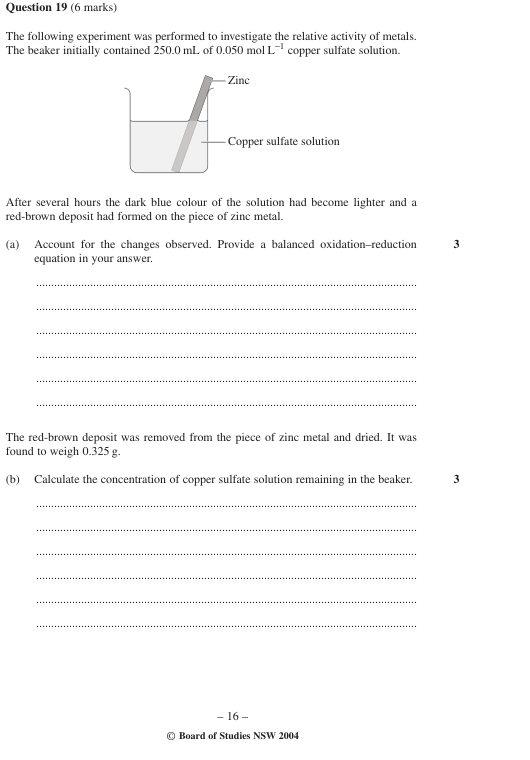 Question 19 (6 marks)
The following experiment was performed to investigate the relative activity of metals.
The beaker initially contained 250.0 mL of 0.050 mol L⁻¹ copper sulfate solution.
Zinc
Copper sulfate solution
After several hours the dark blue colour of the solution had become lighter and a
red-brown deposit had formed on the piece of zinc metal.
(a) Account for the changes observed. Provide a balanced oxidation–reduction 3
equation in your answer.
The red-brown deposit was removed from the piece of zinc metal and dried. It was
found to weigh 0.325 g.
(b) Calculate the concentration of copper sulfate solution remaining in the beaker. 3
– 16 –
© Board of Studies NSW 2004